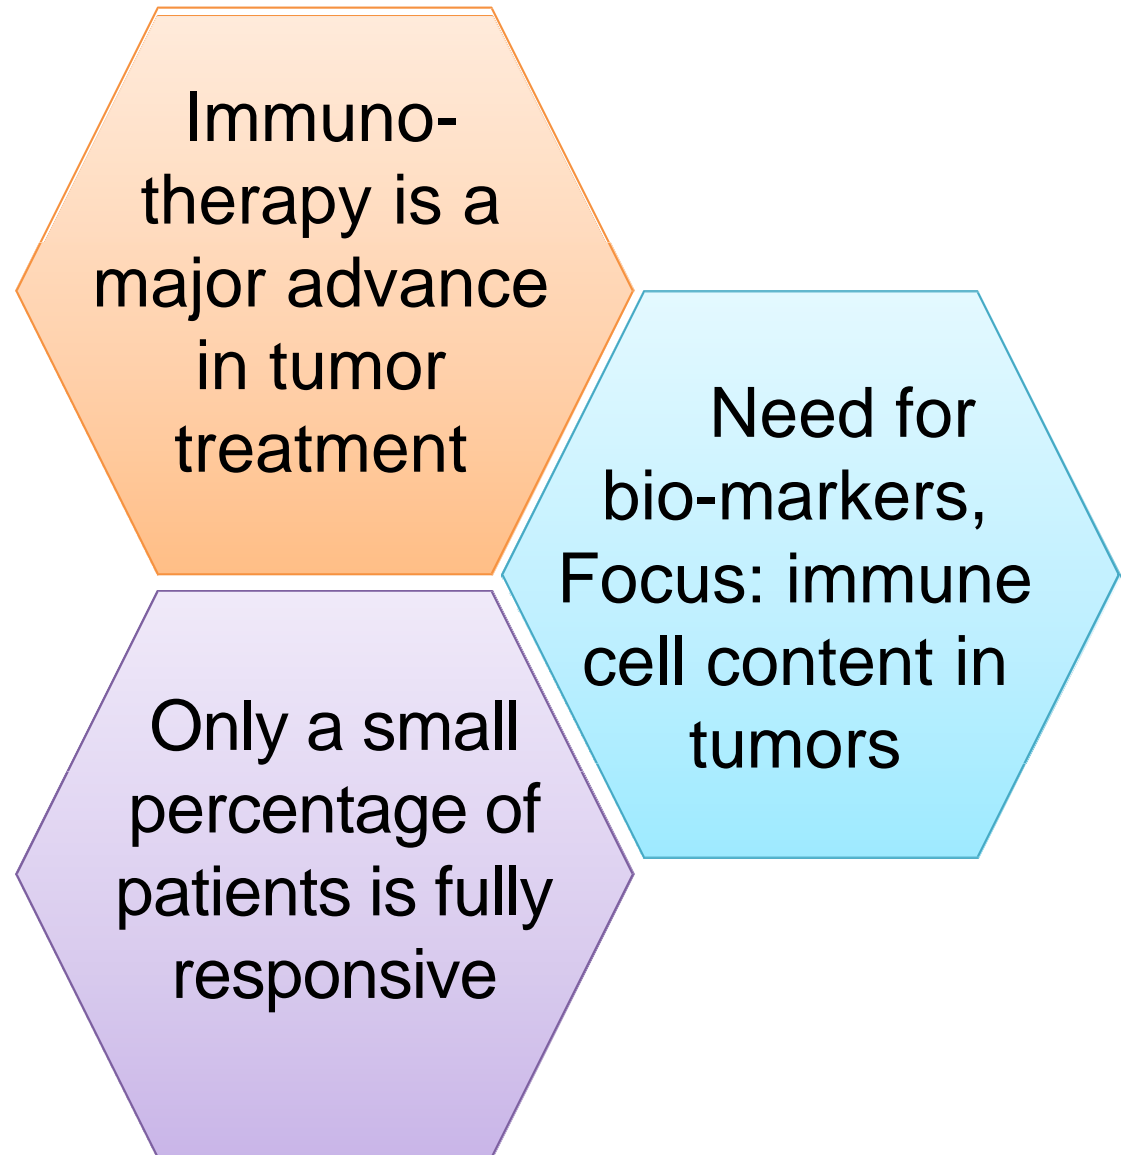 Immuno-
therapy is a
major advance
in tumor
treatment
Need for
bio-markers,
Focus: immune
cell content in
tumors
Only a small
percentage of
patients is fully
responsive